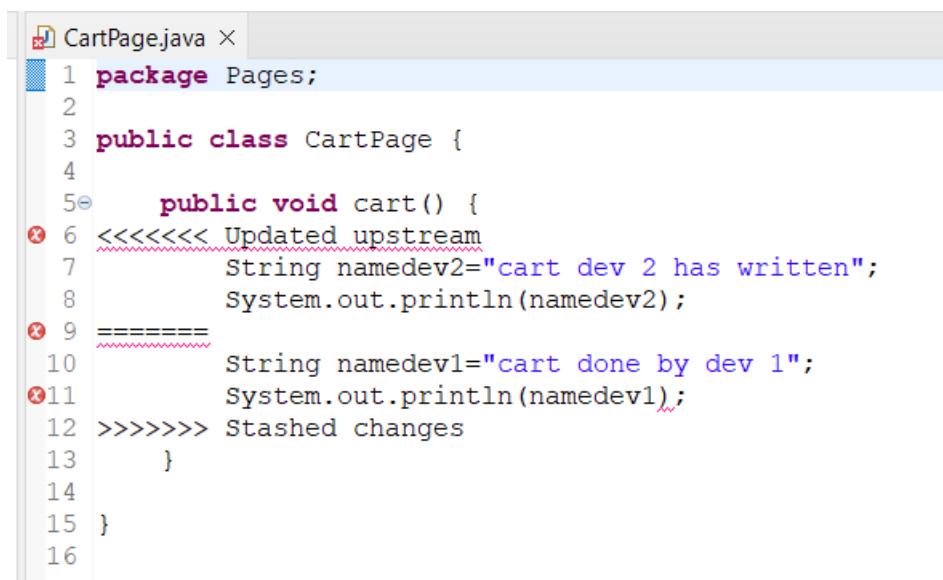 CartPage.java
1 package Pages;
2
3 public class CartPage {
4
5     public void cart() {
6 <<<<<<< Updated upstream
7         String namedev2="cart dev 2 has written";
8         System.out.println(namedev2);
9 =======
10         String namedev1="cart done by dev 1";
11         System.out.println(namedev1);
12 >>>>>>> Stashed changes
13     }
14
15 }
16